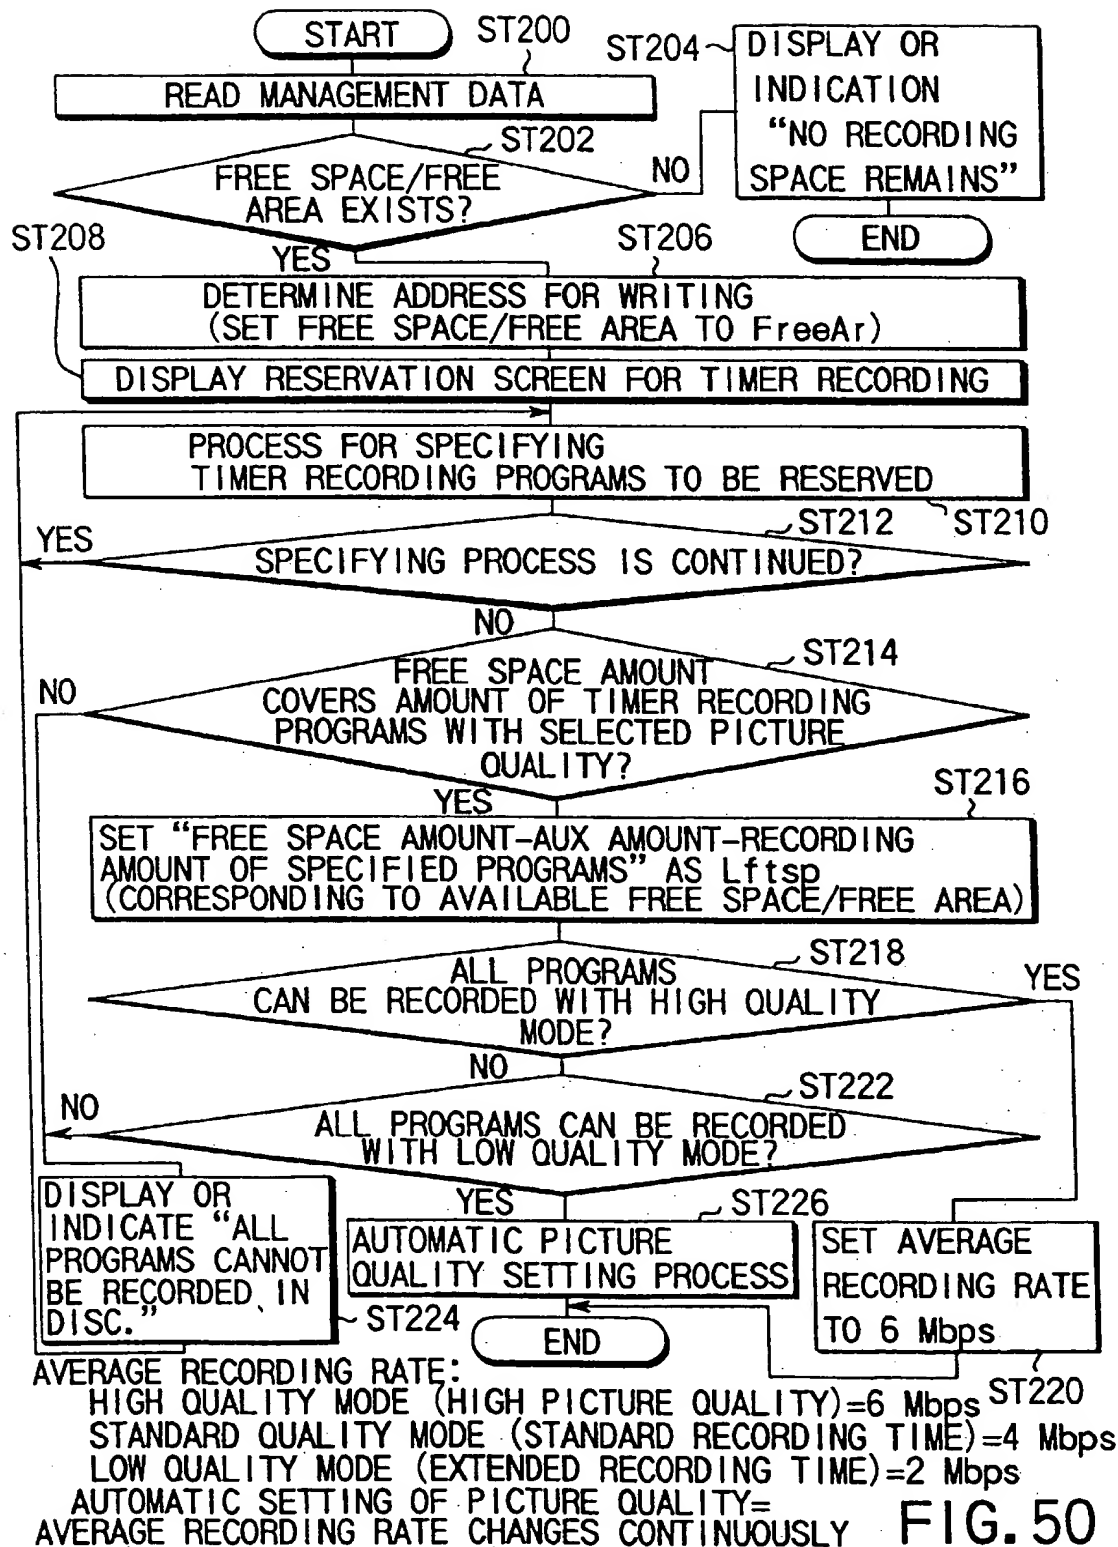 START
ST200
READ MANAGEMENT DATA
ST202
FREE SPACE/FREE
AREA EXISTS?
NO
ST204
DISPLAY OR
INDICATION
"NO RECORDING
SPACE REMAINS"
END
YES
ST206
DETERMINE ADDRESS FOR WRITING
(SET FREE SPACE/FREE AREA TO FreeAr)
ST208
DISPLAY RESERVATION SCREEN FOR TIMER RECORDING
PROCESS FOR SPECIFYING
TIMER RECORDING PROGRAMS TO BE RESERVED
ST210
ST212
YES
SPECIFYING PROCESS IS CONTINUED?
NO
ST214
NO
FREE SPACE AMOUNT
COVERS AMOUNT OF TIMER RECORDING
PROGRAMS WITH SELECTED PICTURE
QUALITY?
YES
ST216
SET "FREE SPACE AMOUNT-AUX AMOUNT-RECORDING
AMOUNT OF SPECIFIED PROGRAMS" AS Lftsp
(CORRESPONDING TO AVAILABLE FREE SPACE/FREE AREA)
ST218
ALL PROGRAMS
CAN BE RECORDED WITH HIGH QUALITY
MODE?
YES
NO
ST222
NO
ALL PROGRAMS CAN BE RECORDED
WITH LOW QUALITY MODE?
YES
DISPLAY OR
INDICATE "ALL
PROGRAMS CANNOT
BE RECORDED IN
DISC."
ST224
ST226
AUTOMATIC PICTURE
QUALITY SETTING PROCESS
END
SET AVERAGE
RECORDING RATE
TO 6 Mbps
ST220
AVERAGE RECORDING RATE:
HIGH QUALITY MODE (HIGH PICTURE QUALITY)=6 Mbps
STANDARD QUALITY MODE (STANDARD RECORDING TIME)=4 Mbps
LOW QUALITY MODE (EXTENDED RECORDING TIME)=2 Mbps
AUTOMATIC SETTING OF PICTURE QUALITY=
AVERAGE RECORDING RATE CHANGES CONTINUOUSLY
FIG. 50